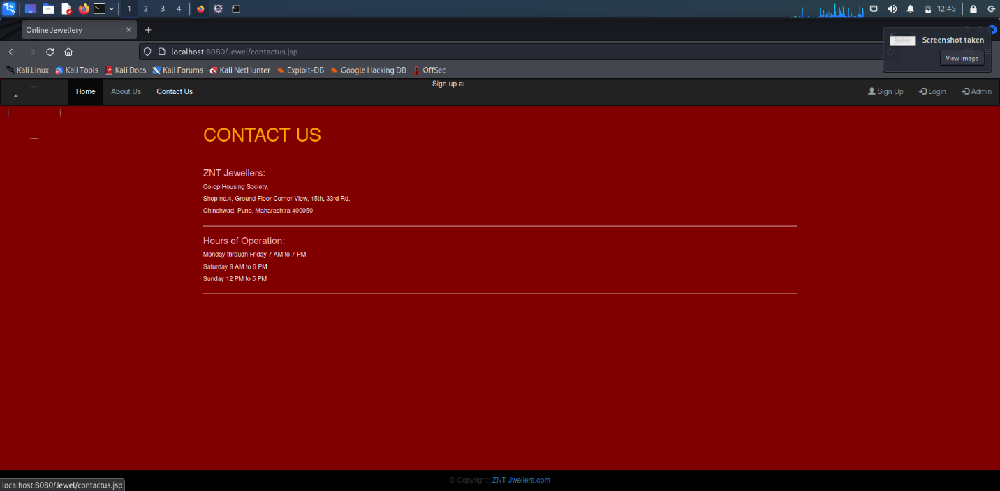 1 2 3 4 12:45
Online Jewellery
Screenshot taken
View image
localhost:8080/Jewel/contactus.jsp
Kali Linux Kali Tools Kali Docs Kali Forums Kali NetHunter Exploit-DB Google Hacking DB OffSec
Sign up a
Home About Us Contact Us Sign Up Login Admin
CONTACT US
ZNT Jewellers:
Co-op Housing Society,
Shop no.4, Ground Floor Corner View, 15th, 33rd Rd,
Chinchwad, Pune, Maharashtra 400050
Hours of Operation:
Monday through Friday 7 AM to 7 PM
Saturday 9 AM to 6 PM
Sunday 12 PM to 5 PM
© Copyright: ZNT-Jwellers.com
localhost:8080/Jewel/contactus.jsp